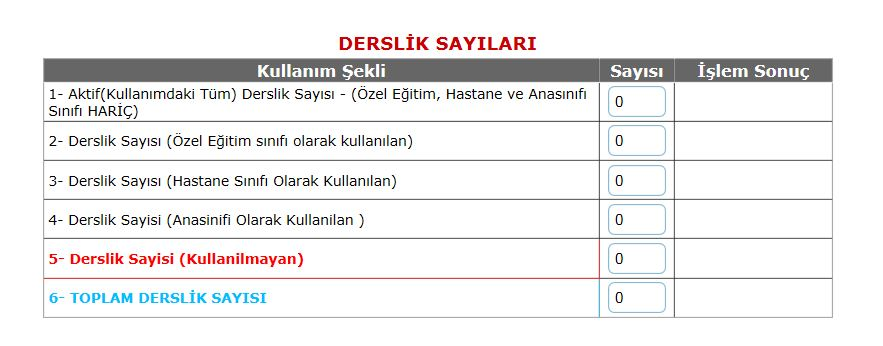 DERSLİK SAYILARI
Kullanım Şekli Sayısı İşlem Sonuç
1- Aktif(Kullanımdaki Tüm) Derslik Sayısı - (Özel Eğitim, Hastane ve Anasınıfı
Sınıfı HARİÇ) 0
2- Derslik Sayısı (Özel Eğitim sınıfı olarak kullanılan) 0
3- Derslik Sayısı (Hastane Sınıfı Olarak Kullanılan) 0
4- Derslik Sayisi (Anasinifi Olarak Kullanilan ) 0
5- Derslik Sayisi (Kullanilmayan) 0
6- TOPLAM DERSLİK SAYISI 0